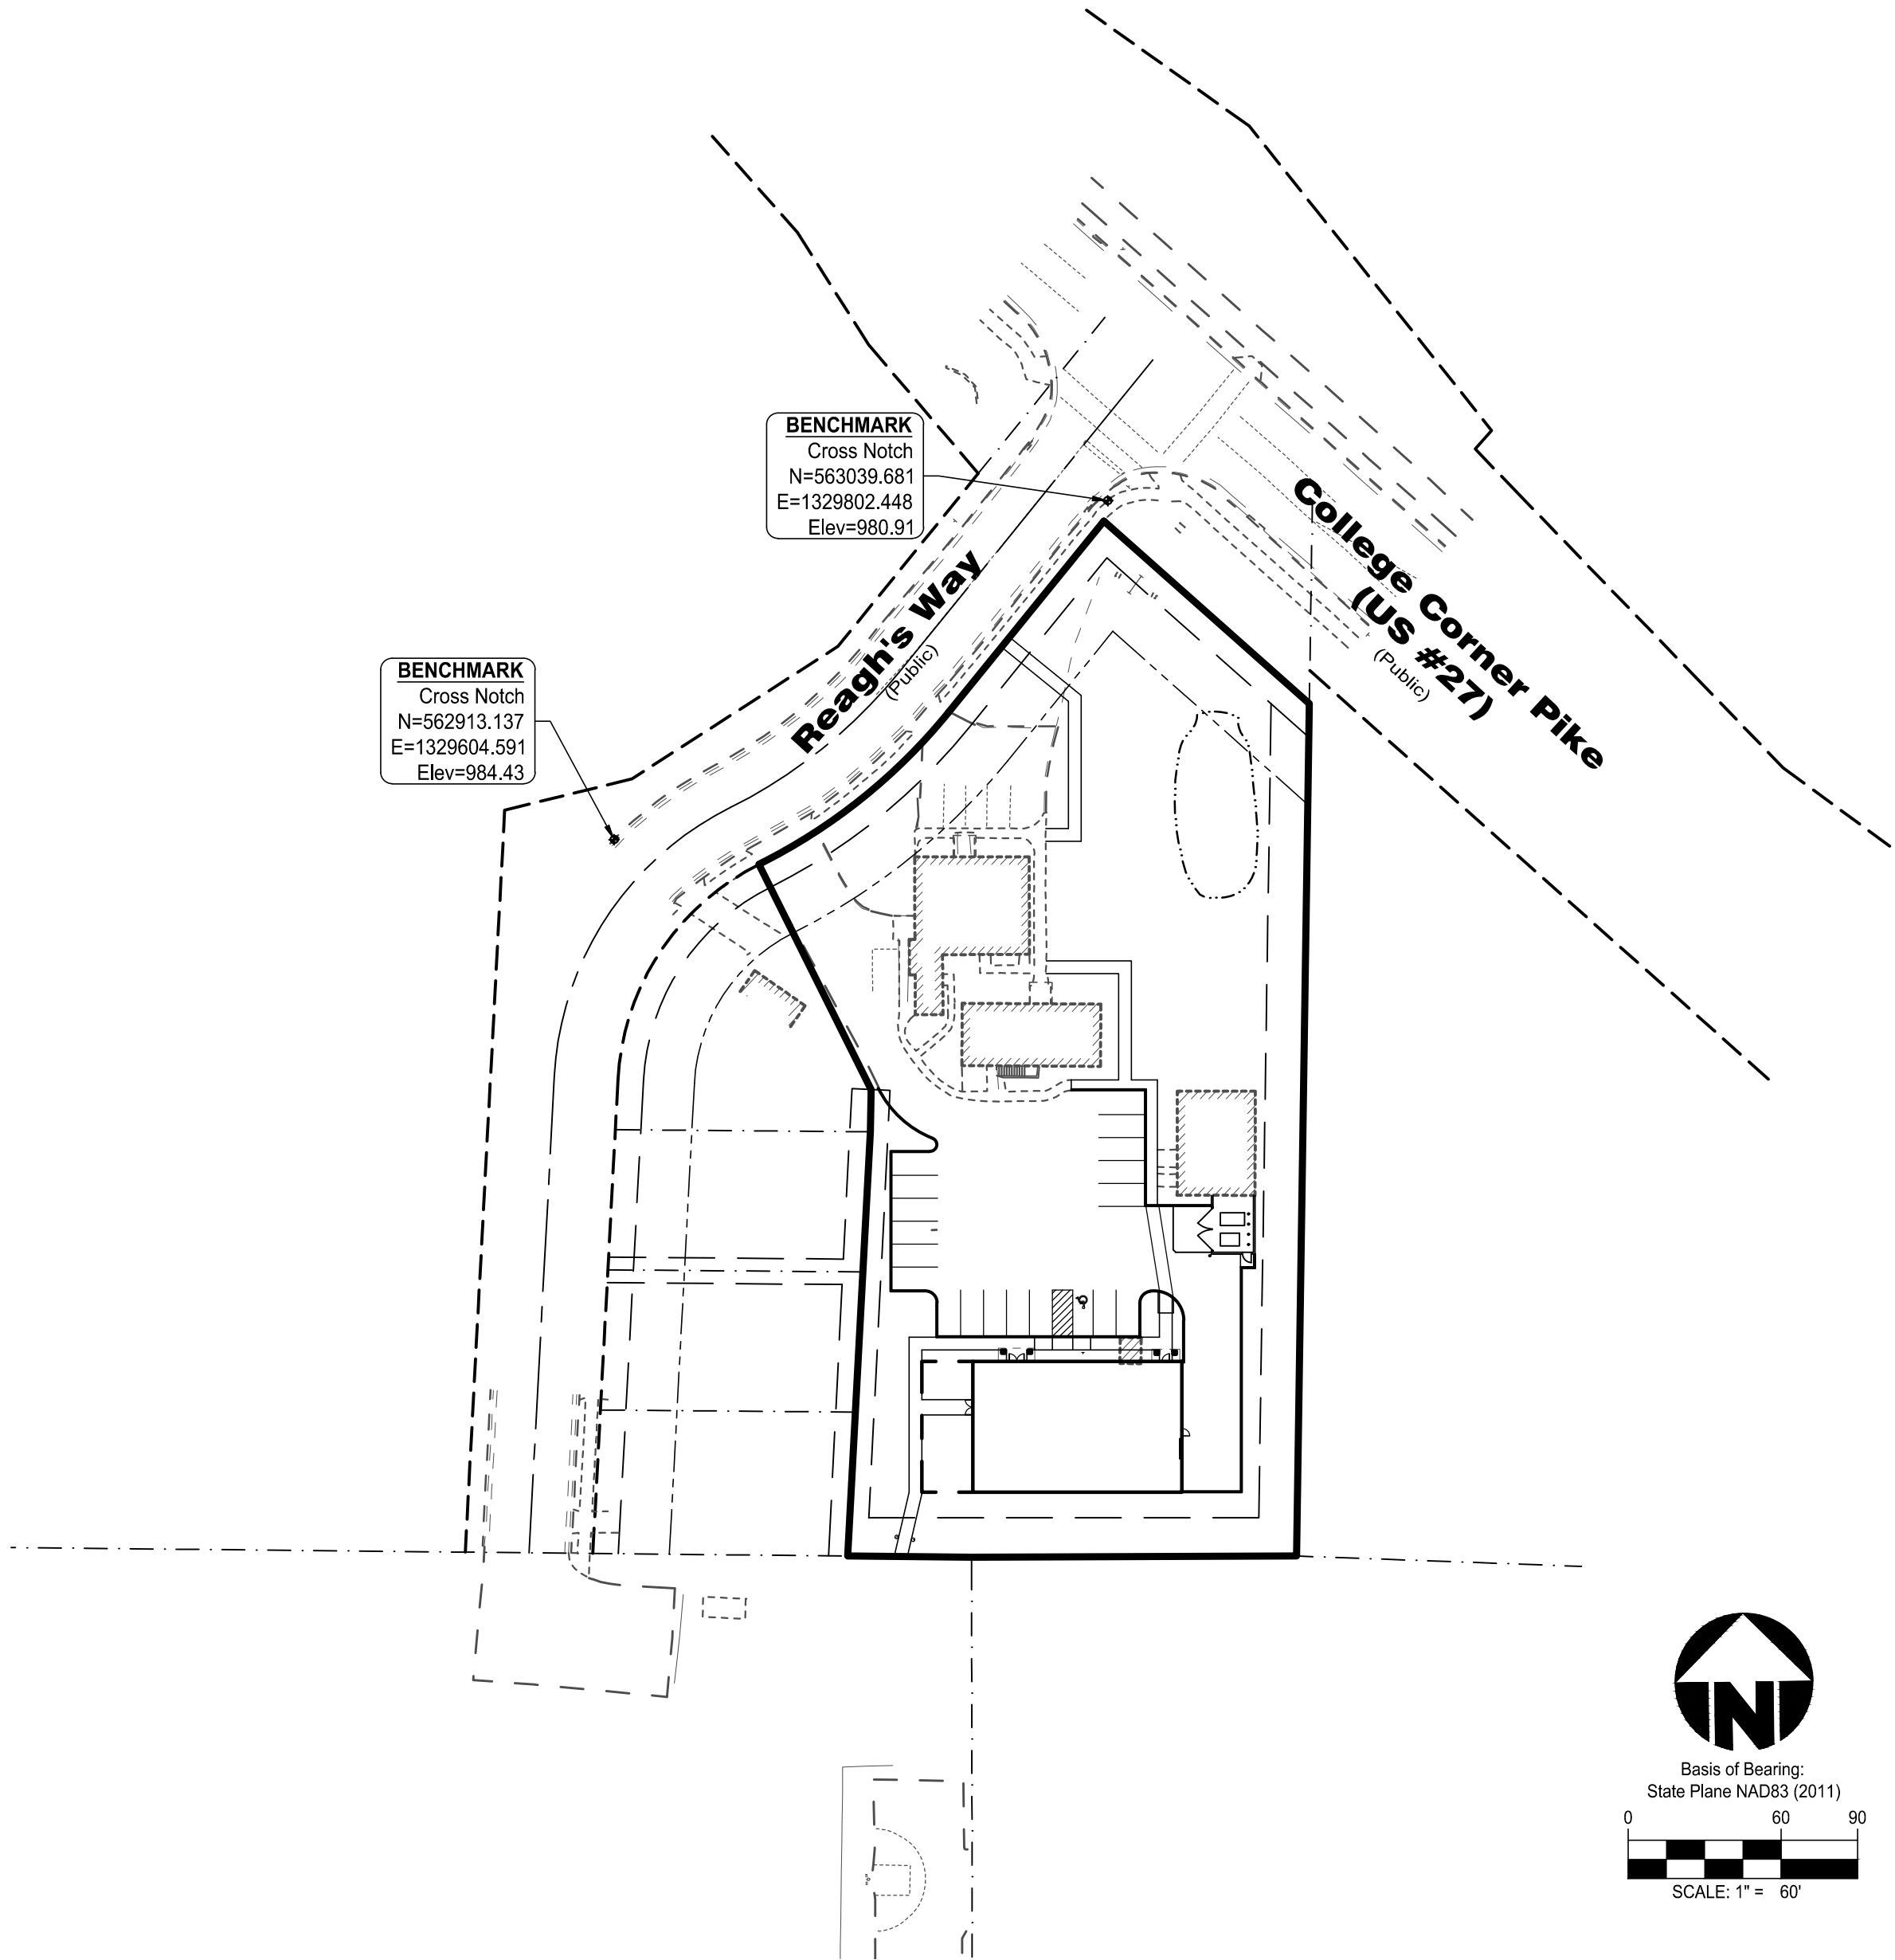 BENCHMARK
Cross Notch
N=563039.681
E=1329802.448
Elev=980.91
BENCHMARK
Cross Notch
N=562913.137
E=1329604.591
Elev=984.43
Reagh's Way
(Public)
College Corner Pike
(US #27)
(Public)
N
Basis of Bearing:
State Plane NAD83 (2011)
0 60 90
SCALE: 1" = 60'